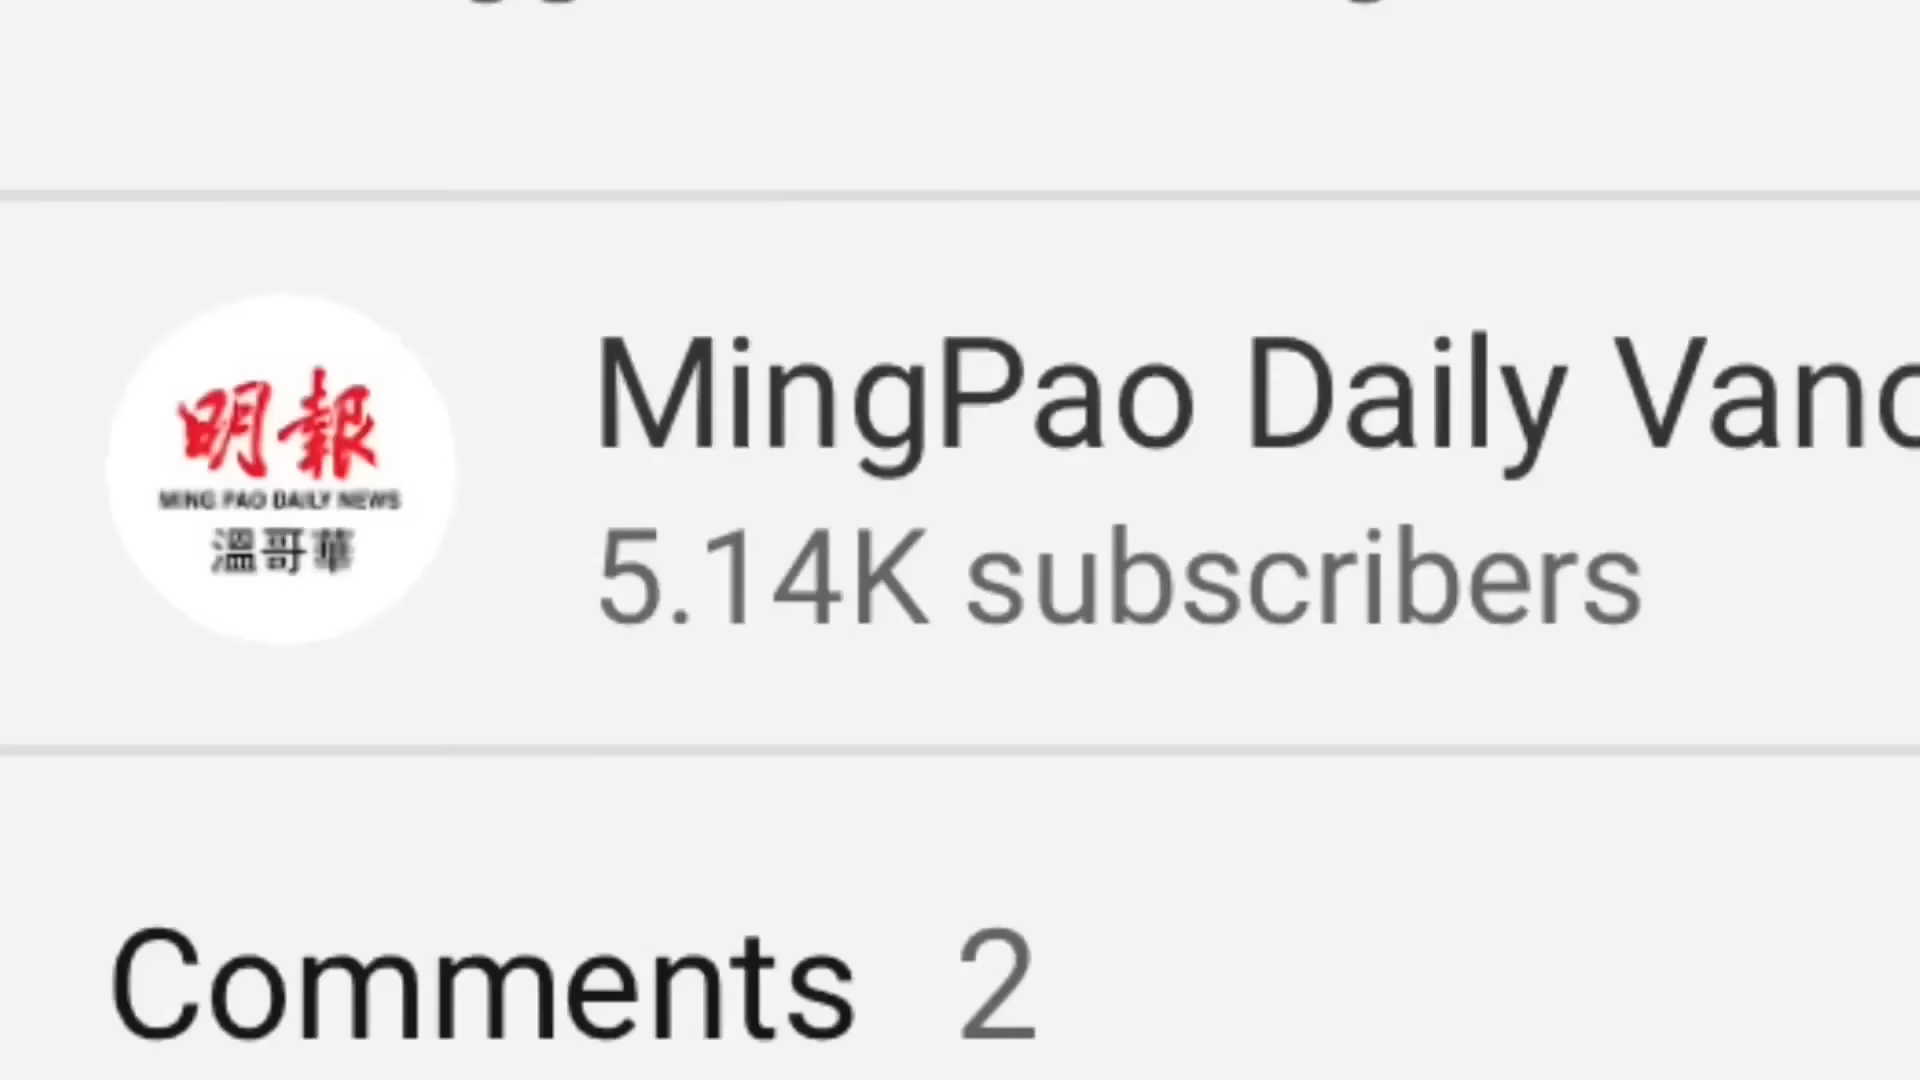 明報
MING PAO DAILY NEWS
溫哥華
MingPao Daily Vanc
5.14K subscribers
Comments 2